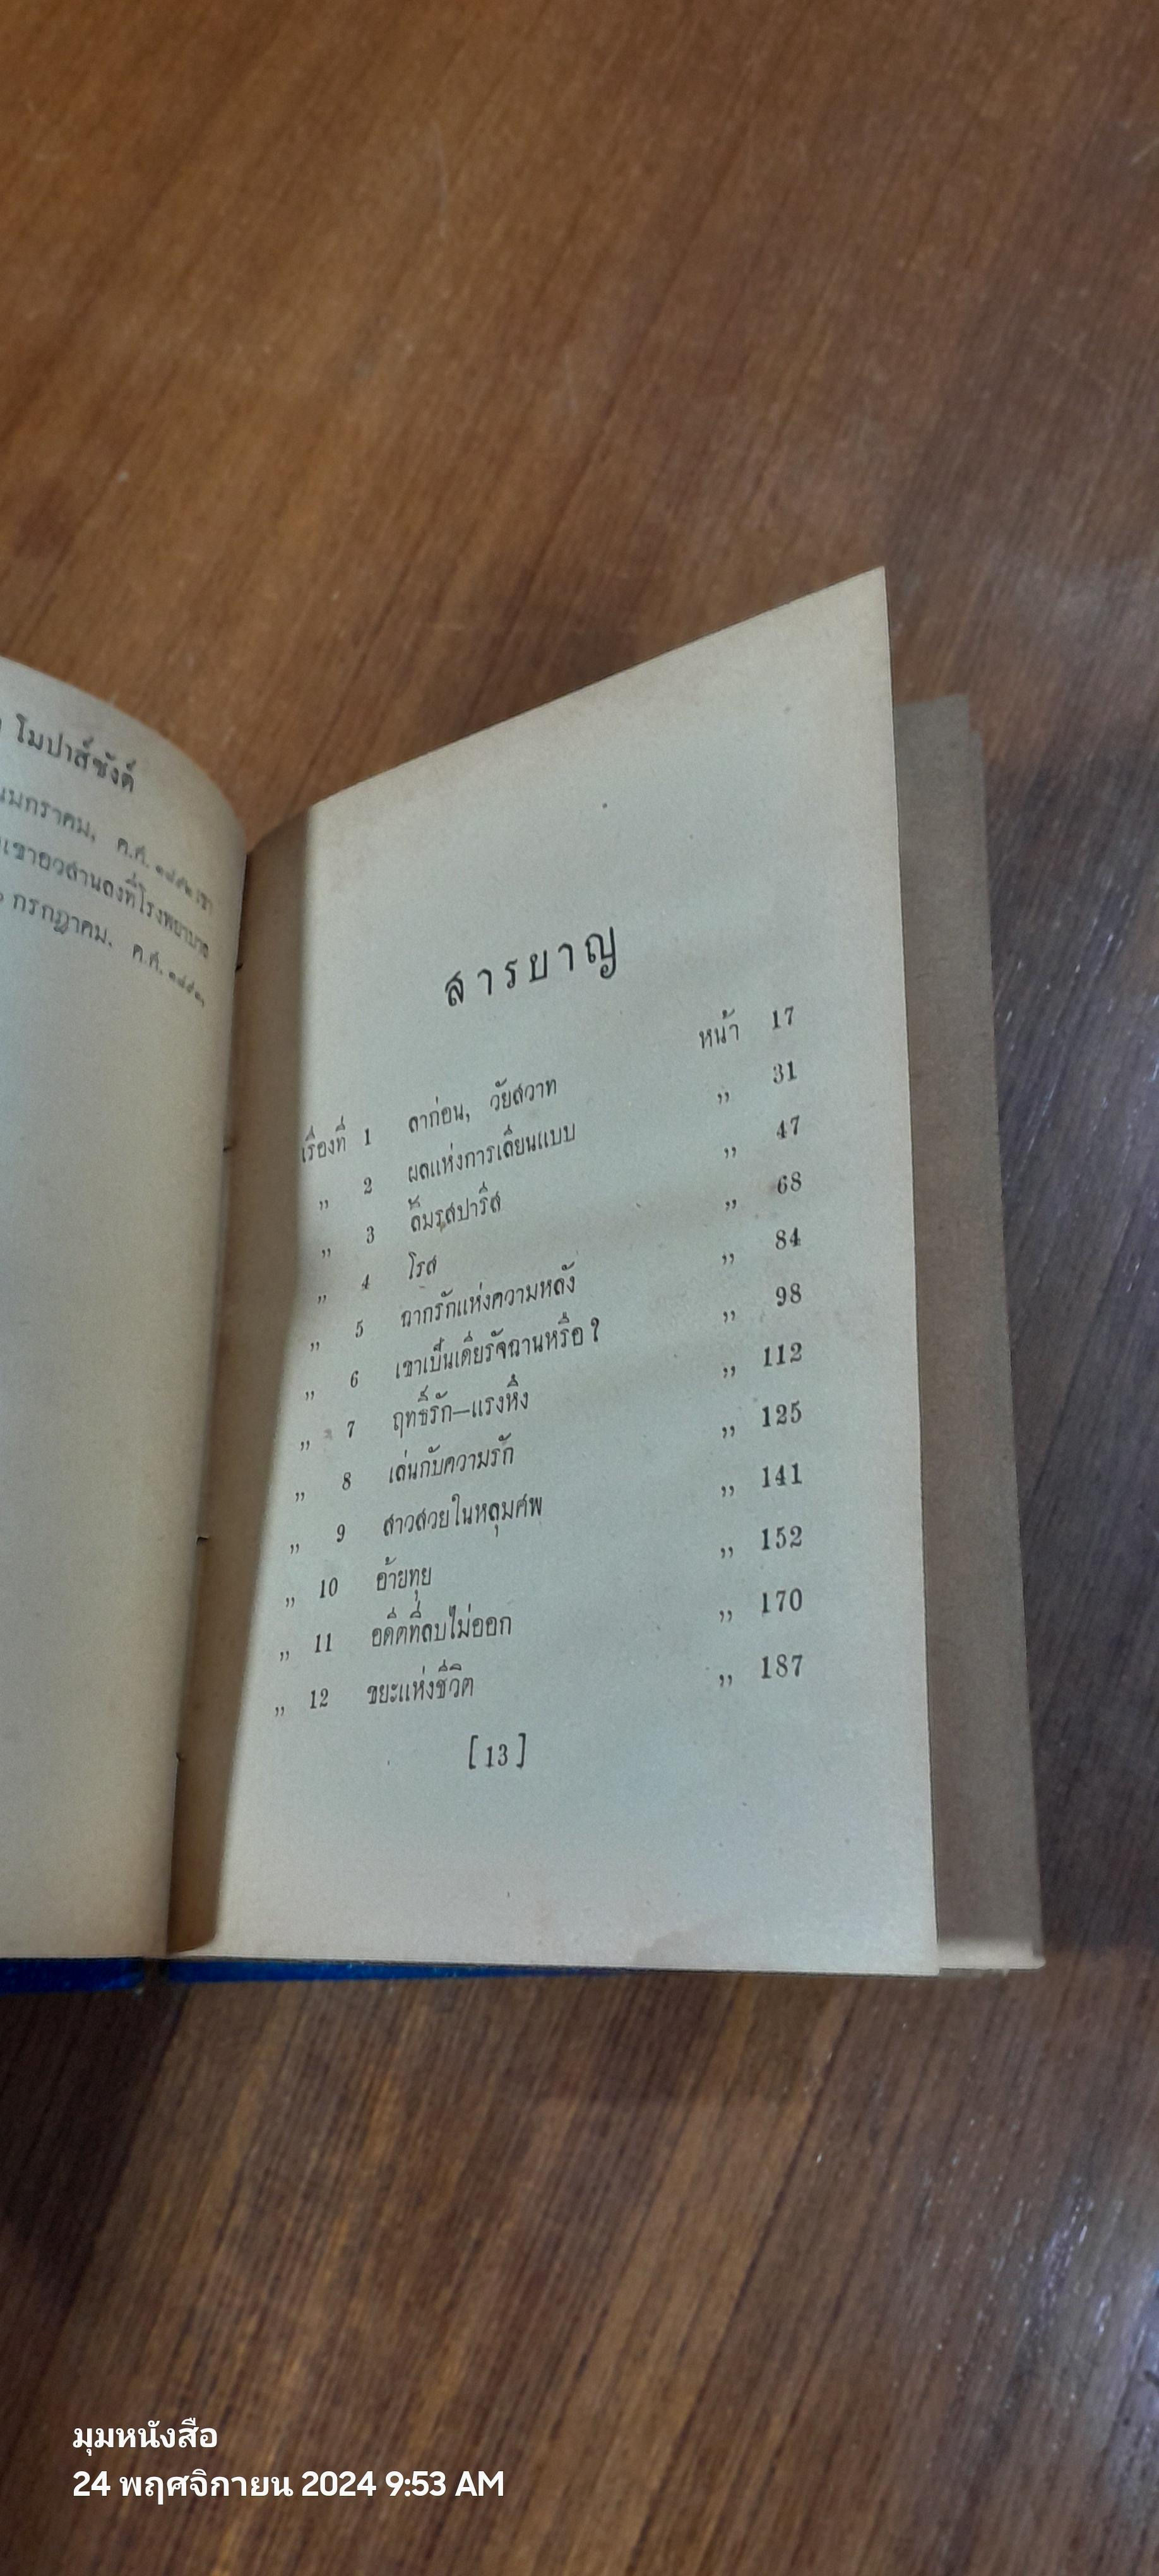 โมปาส์ซังต์
มกราคม, ค.ศ. ๑๘๕๐ เขา
เขาอวสานลงที่โรงพยาบาล
กรกฎาคม, ค.ศ.
สารบาญ
หน้า 17
เรื่องที่ 1 ลาก่อน, วัยสวาท
„ 2 ผลแห่งการเลียนแบบ „ 31
„ 3 ลิ้มรสปารีส „ 47
„ 4 โรส „ 68
„ 5 ฉากรักแห่งความหลัง „ 84
„ 6 เขาเป็นเดียรัจฉานหรือ ? „ 98
„ 7 ฤทธิ์รัก—แรงหึง „ 112
„ 8 เล่นกับความรัก „ 125
„ 9 สาวสวยในหลุมศพ „ 141
„ 10 อ้ายทุย „ 152
„ 11 อดีตที่ลบไม่ออก „ 170
„ 12 ขยะแห่งชีวิต „ 187
[ 13 ]
มุมหนังสือ
24 พฤศจิกายน 2024 9:53 AM